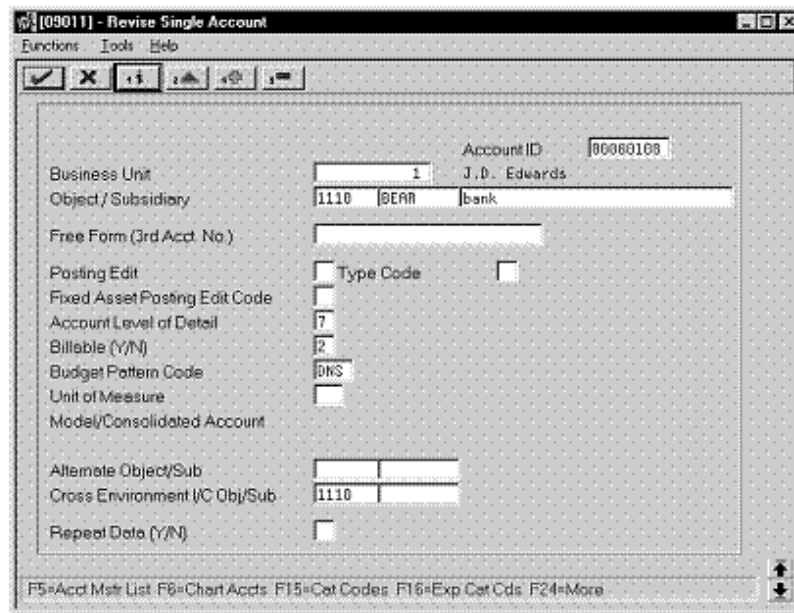 [09011] - Revise Single Account
Functions Tools Help
Account ID 00060108
Business Unit 1 J.D. Edwards
Object / Subsidiary 1110 BEAR bank
Free Form (3rd Acct. No.)
Posting Edit Type Code
Fixed Asset Posting Edit Code
Account Level of Detail 7
Billable (Y/N) 2
Budget Pattern Code DNS
Unit of Measure
Model/Consolidated Account
Alternate Object/Sub
Cross Environment I/C Obj/Sub 1110
Repeat Data (Y/N)
F5=Acct Mstr List F6=Chart Accts F15=Cat Codes F16=Exp Cat Cds F24=More